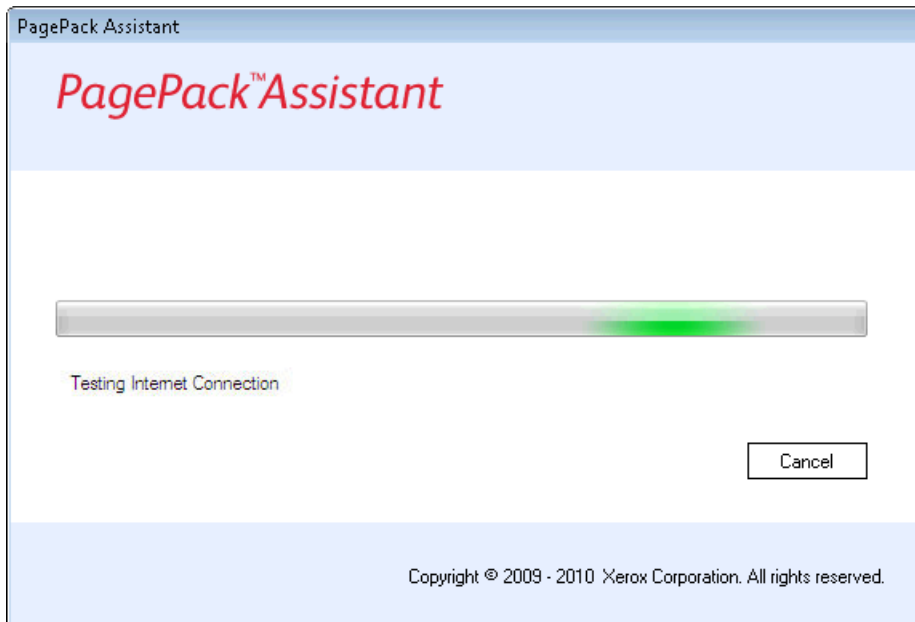 PagePack Assistant
PagePack™Assistant
Testing Internet Connection
Cancel
Copyright © 2009 - 2010 Xerox Corporation. All rights reserved.